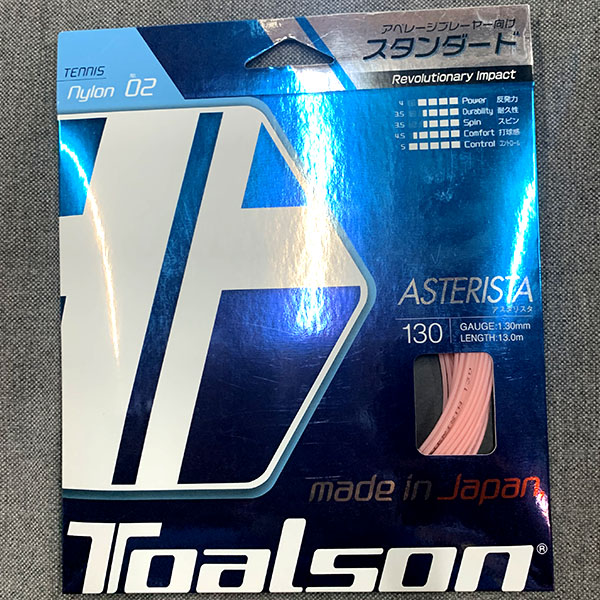 アベレージプレーヤー向け
スタンダード
Revolutionary Impact
TENNIS
Nylon No. 02
4 Power 反発力
3.5 Durability 耐久性
3.5 Spin スピン
4.5 Comfort 打球感
5 Control コントロール
ASTERISTA
アスタリスタ
130 GAUGE:1.30mm
LENGTH:13.0m
made in Japan
Toalson®